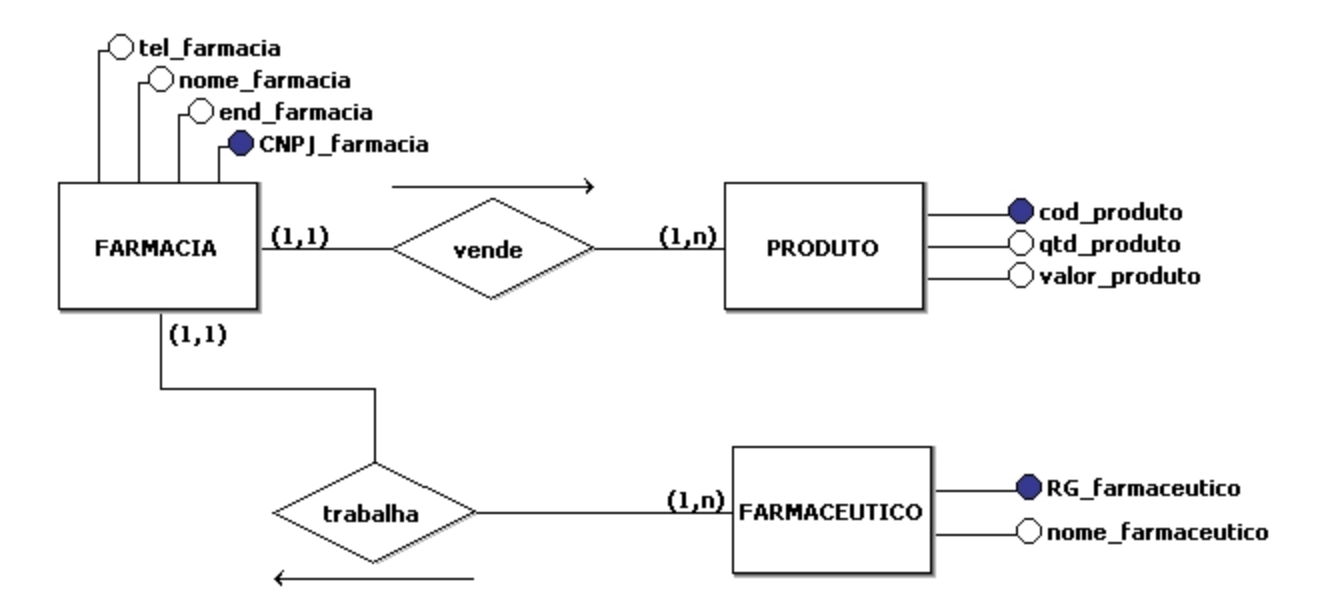 tel_farmacia
nome_farmacia
end_farmacia
CNPJ_farmacia
FARMACIA
(1,1)
vende
(1,n)
PRODUTO
cod_produto
qtd_produto
valor_produto
(1,1)
trabalha
(1,n)
FARMACEUTICO
RG_farmaceutico
nome_farmaceutico